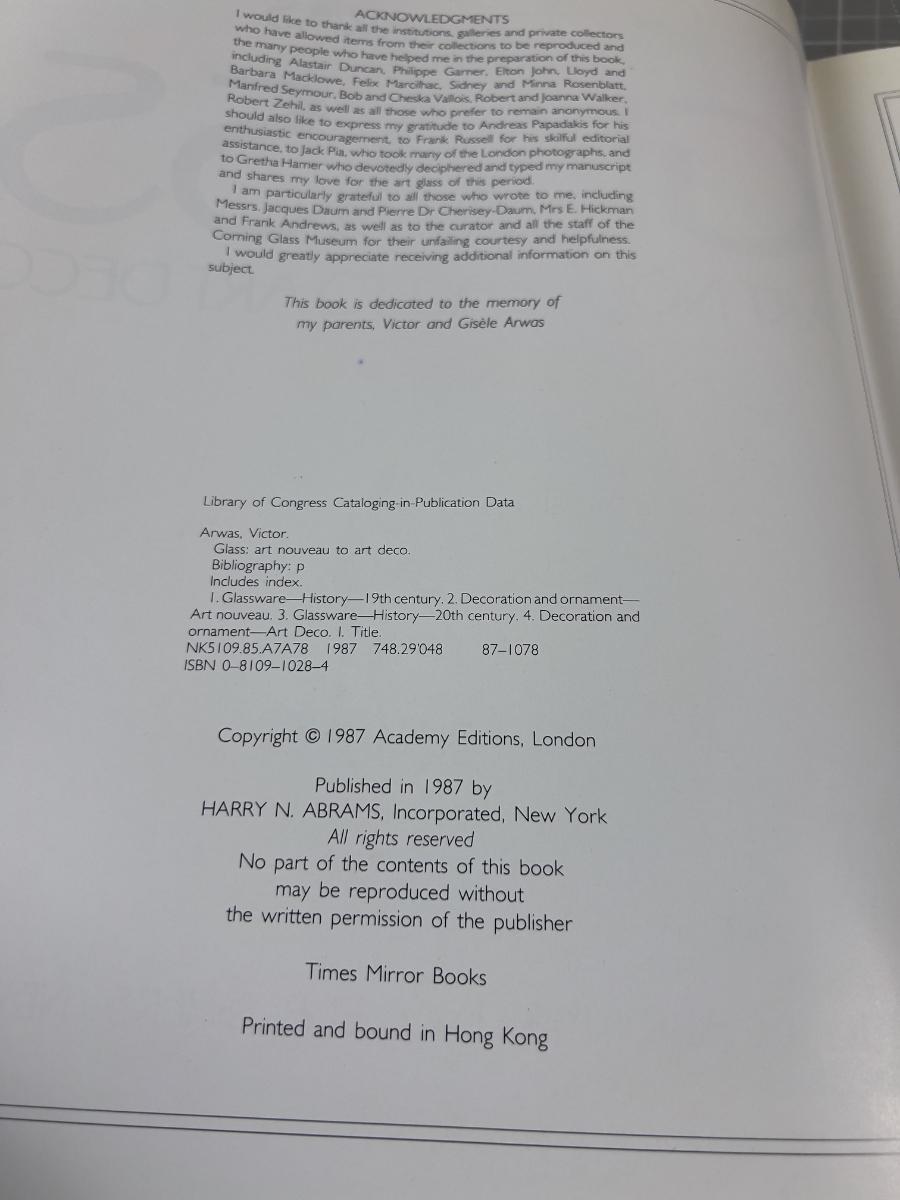 ACKNOWLEDGMENTS
I would like to thank all the institutions, galleries and private collectors
who have allowed items from their collections to be reproduced and
the many people who have helped me in the preparation of this book,
including Alastair Duncan, Philippe Garner, Elton John, Lloyd and
Barbara Macklowe, Felix Marcilhac, Sidney and Minna Rosenblatt,
Manfred Seymour, Bob and Cheska Vallois, Robert and Joanna Walker,
Robert Zehil, as well as all those who prefer to remain anonymous. I
should also like to express my gratitude to Andreas Papadakis for his
enthusiastic encouragement, to Frank Russell for his skilful editorial
assistance, to Jack Pia, who took many of the London photographs, and
to Gretha Harner who devotedly deciphered and typed my manuscript
and shares my love for the art glass of this period.
I am particularly grateful to all those who wrote to me, including
Messrs. Jacques Daum and Pierre Dr Cherisey-Daum, Mrs E. Hickman
and Frank Andrews, as well as to the curator and all the staff of the
Corning Glass Museum for their unfailing courtesy and helpfulness.
I would greatly appreciate receiving additional information on this
subject.
This book is dedicated to the memory of
my parents, Victor and Gisèle Arwas
Library of Congress Cataloging-in-Publication Data
Arwas, Victor.
Glass: art nouveau to art deco.
Bibliography: p
Includes index.
1. Glassware—History—19th century. 2. Decoration and ornament—
Art nouveau. 3. Glassware—History—20th century. 4. Decoration and
ornament—Art Deco. I. Title.
NK5109.85.A7A78 1987 748.29'048 87–1078
ISBN 0–8109–1028–4
Copyright © 1987 Academy Editions, London
Published in 1987 by
HARRY N. ABRAMS, Incorporated, New York
All rights reserved
No part of the contents of this book
may be reproduced without
the written permission of the publisher
Times Mirror Books
Printed and bound in Hong Kong